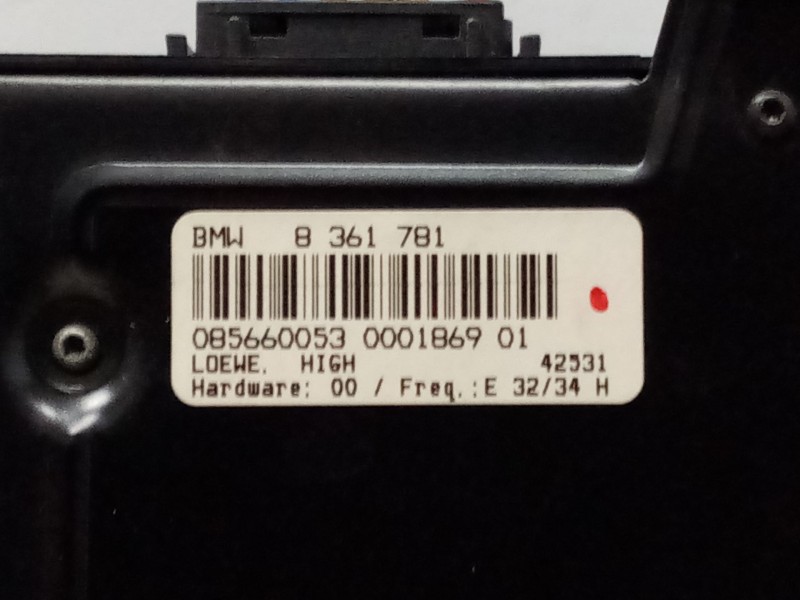 BMW 8 361 781
085660053 0001869 01
LOEWE. HIGH 42531
Hardware: 00 / Freq.:E 32/34 H